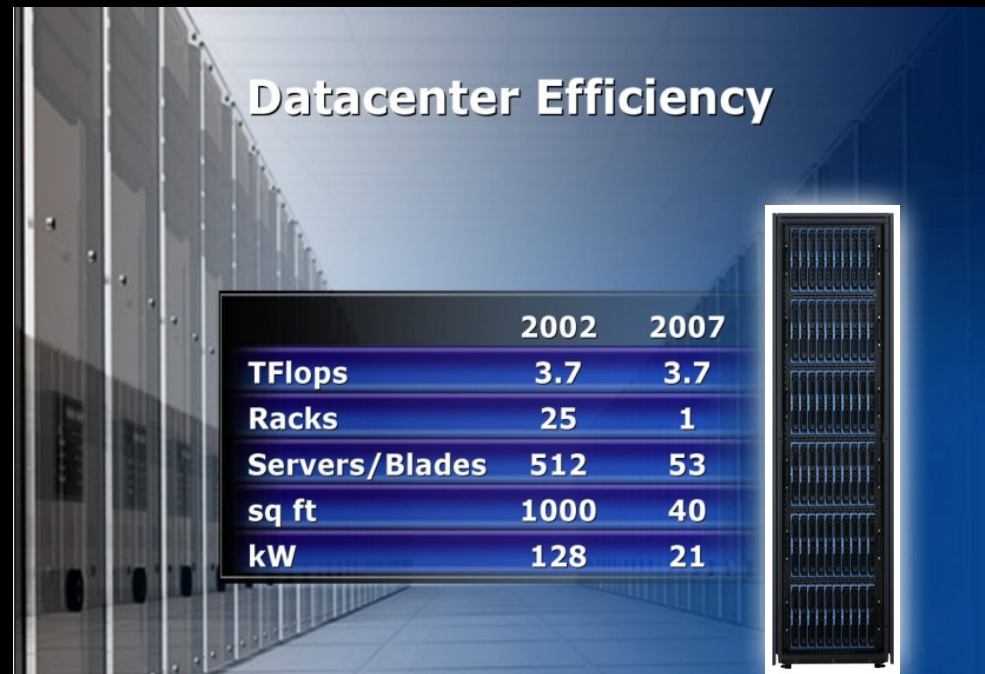 Datacenter Efficiency
2002 2007
TFlops 3.7 3.7
Racks 25 1
Servers/Blades 512 53
sq ft 1000 40
kW 128 21